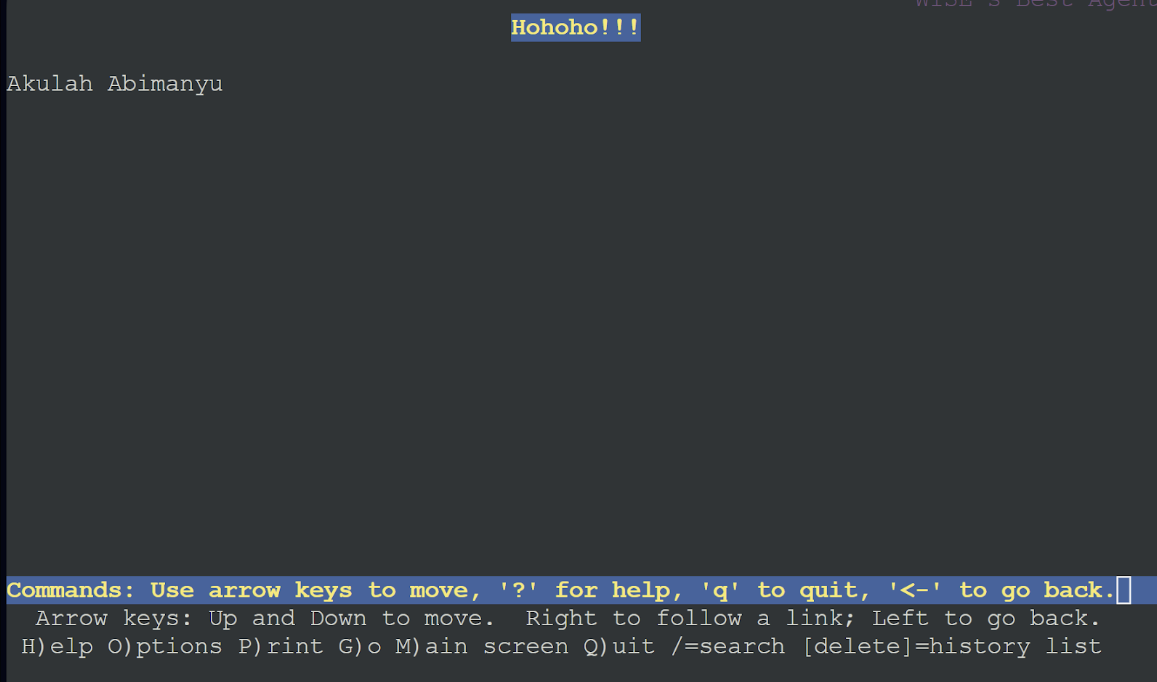 WISE's Best Agent
Hohoho!!!
Akulah Abimanyu
Commands: Use arrow keys to move, '?' for help, 'q' to quit, '<-' to go back.
Arrow keys: Up and Down to move. Right to follow a link; Left to go back.
H)elp O)ptions P)rint G)o M)ain screen Q)uit /=search [delete]=history list